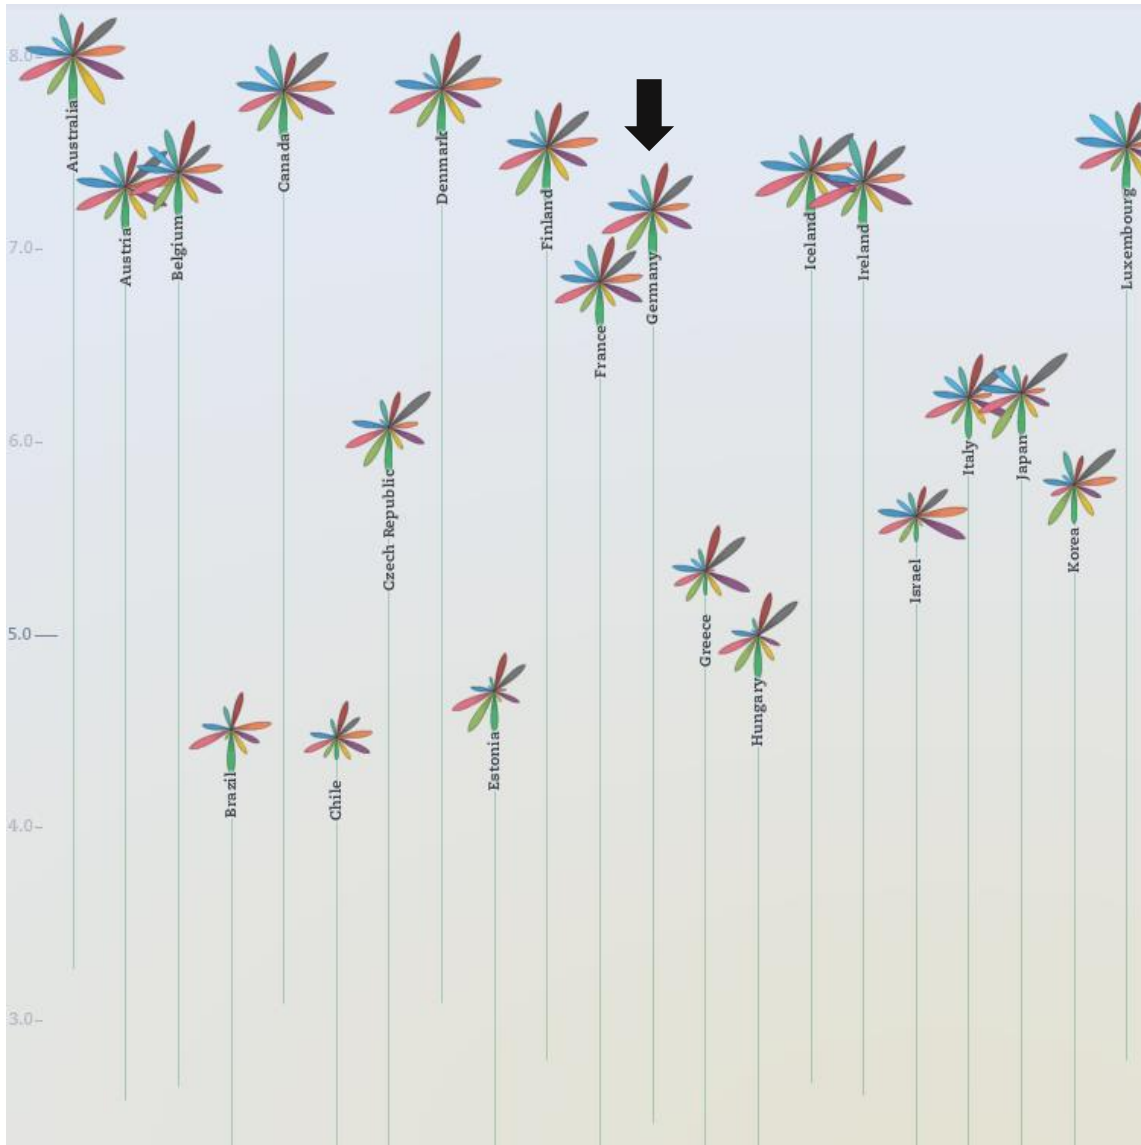 8.0
Australia
Canada
Denmark
Luxembourg
Finland
Belgium
Iceland
Ireland
Austria
7.0
Germany
France
6.0
Italy
Japan
Czech Republic
Korea
Israel
5.0
Greece
Hungary
Estonia
Brazil
Chile
4.0
3.0